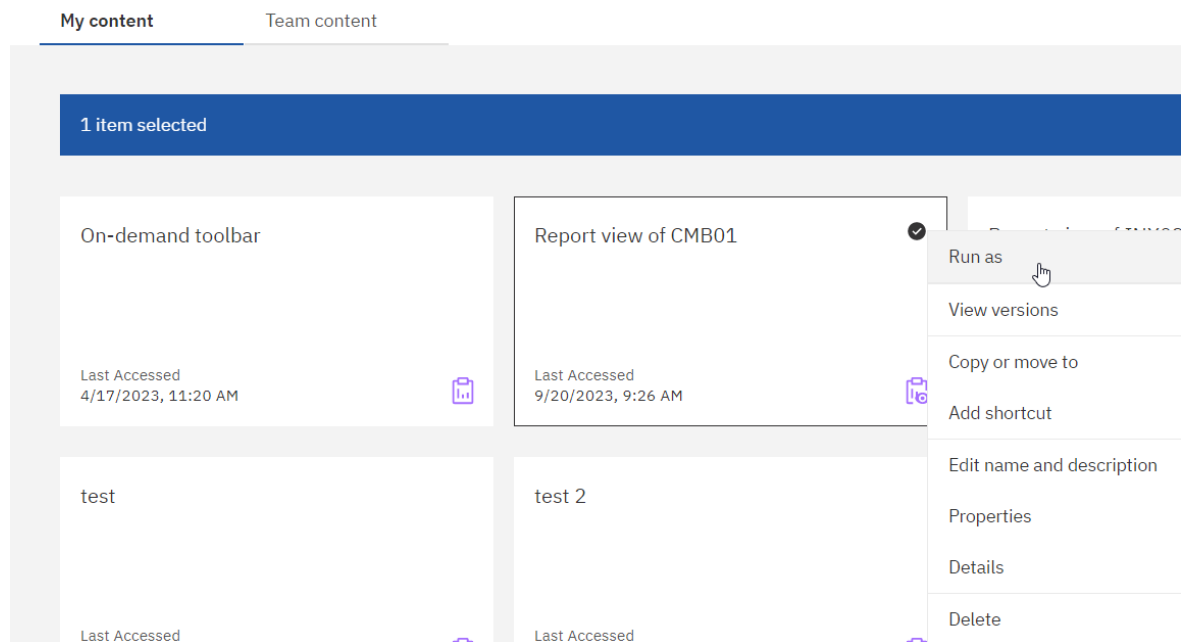 My content
Team content
1 item selected
On-demand toolbar
Last Accessed
4/17/2023, 11:20 AM
Report view of CMB01
Last Accessed
9/20/2023, 9:26 AM
Run as
View versions
Copy or move to
Add shortcut
Edit name and description
Properties
Details
Delete
test
Last Accessed
test 2
Last Accessed